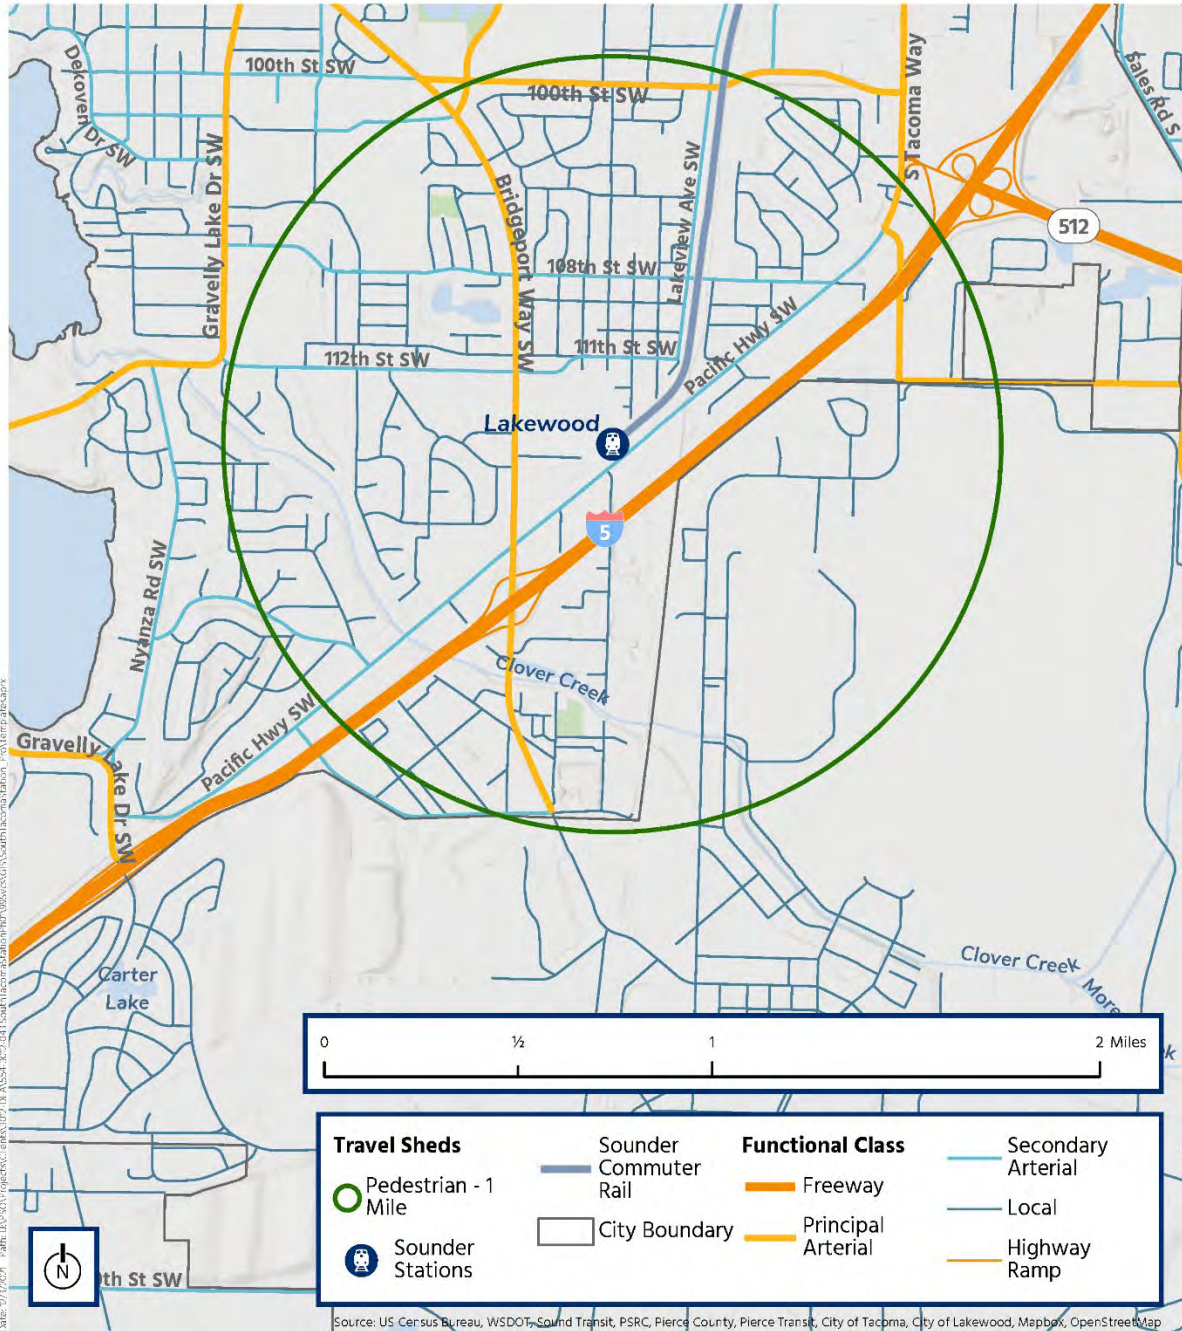 100th St SW
Dekoven Dr SW
100th St SW
S Tacoma Way
Sales Rd S
Gravelly Lake Dr SW
Bridgeport Way SW
Lakeview Ave SW
512
108th St SW
111th St SW
112th St SW
Pacific Hwy SW
Lakewood
5
Nyanza Rd SW
Clover Creek
Pacific Hwy SW
Gravelly Lake Dr SW
Carter
Lake
Clover Creek
0 ½ 1 2 Miles
Travel Sheds
Pedestrian - 1
Mile
Sounder
Stations
Sounder
Commuter
Rail
City Boundary
Functional Class
Freeway
Principal
Arterial
Secondary
Arterial
Local
Highway
Ramp
N
th St SW
Source: US Census Bureau, WSDOT, Sound Transit, PSRC, Pierce County, Pierce Transit, City of Tacoma, City of Lakewood, Mapbox, OpenStreetMap